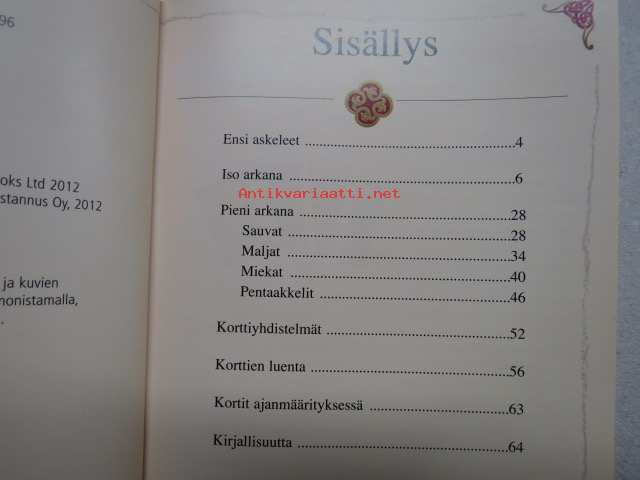 96
oks Ltd 2012
stannus Oy, 2012
ja kuvien
monistamalla,
.
Sisällys
Ensi askeleet ..........................................................4
Iso arkana ..............................................................6
Antikvariaatti.net
Pieni arkana ........................................................28
Sauvat .............................................................28
Maljat .............................................................34
Miekat .............................................................40
Pentaakkelit .....................................................46
Korttiyhdistelmät .................................................52
Korttien luenta .....................................................56
Kortit ajanmäärityksessä ......................................63
Kirjallisuutta ........................................................64